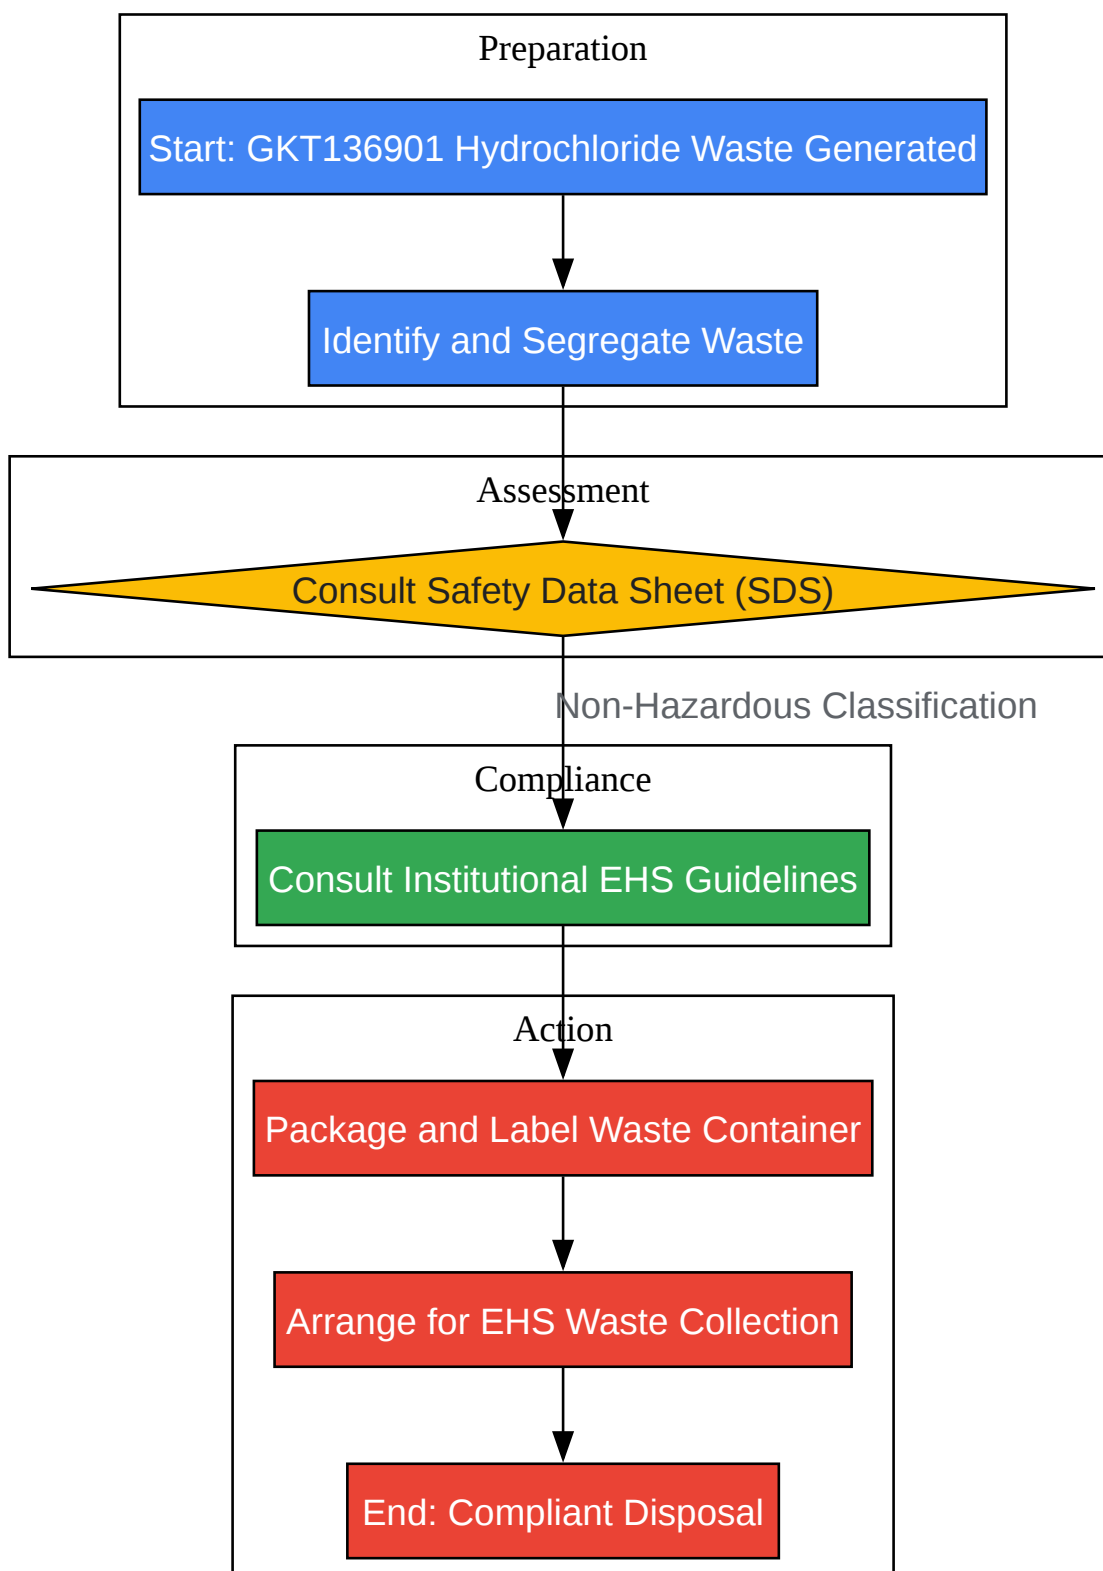 Preparation
Start: GKT136901 Hydrochloride Waste Generated
Identify and Segregate Waste
Assessment
Consult Safety Data Sheet (SDS)
Non-Hazardous Classification
Compliance
Consult Institutional EHS Guidelines
Action
Package and Label Waste Container
Arrange for EHS Waste Collection
End: Compliant Disposal